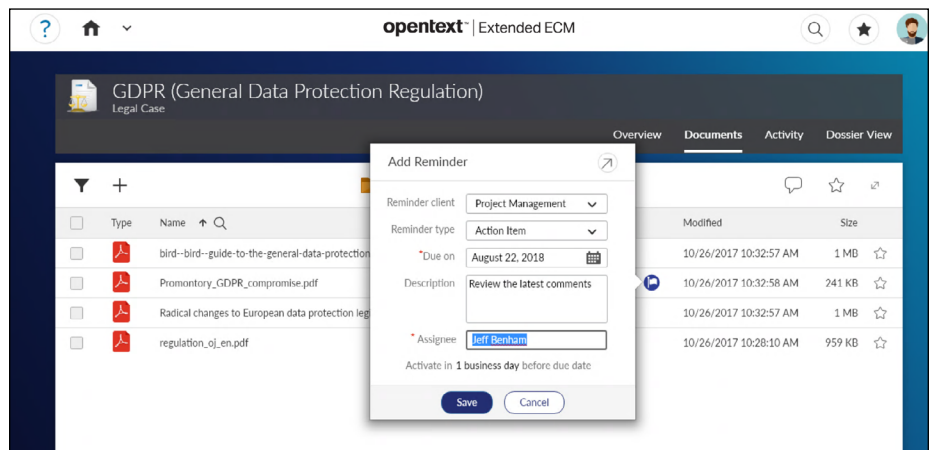 ?
opentext™ | Extended ECM
GDPR (General Data Protection Regulation)
Legal Case
Overview Documents Activity Dossier View
Add Reminder
Reminder client Project Management
Reminder type Action Item
*Due on August 22, 2018
Description Review the latest comments
* Assignee Jeff Benham
Activate in 1 business day before due date
Save Cancel
Type Name Modified Size
bird--bird--guide-to-the-general-data-protection 10/26/2017 10:32:57 AM 1 MB
Promontory_GDPR_compromise.pdf 10/26/2017 10:32:58 AM 241 KB
Radical changes to European data protection leg 10/26/2017 10:32:57 AM 1 MB
regulation_oj_en.pdf 10/26/2017 10:28:10 AM 959 KB